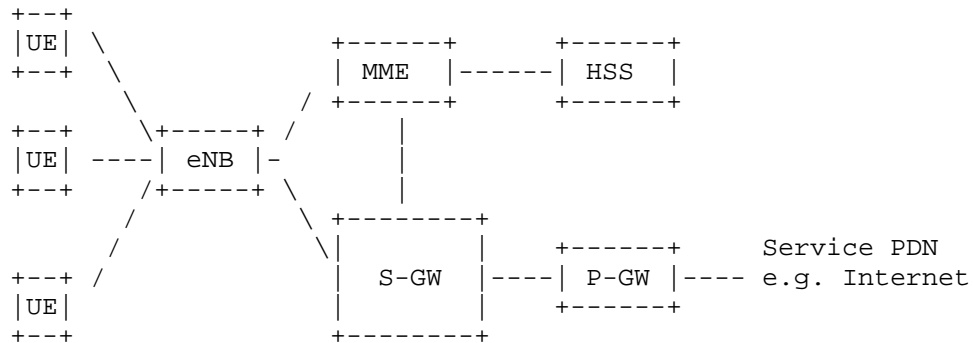 UE
MME HSS
UE eNB
Service PDN
S-GW P-GW e.g. Internet
UE